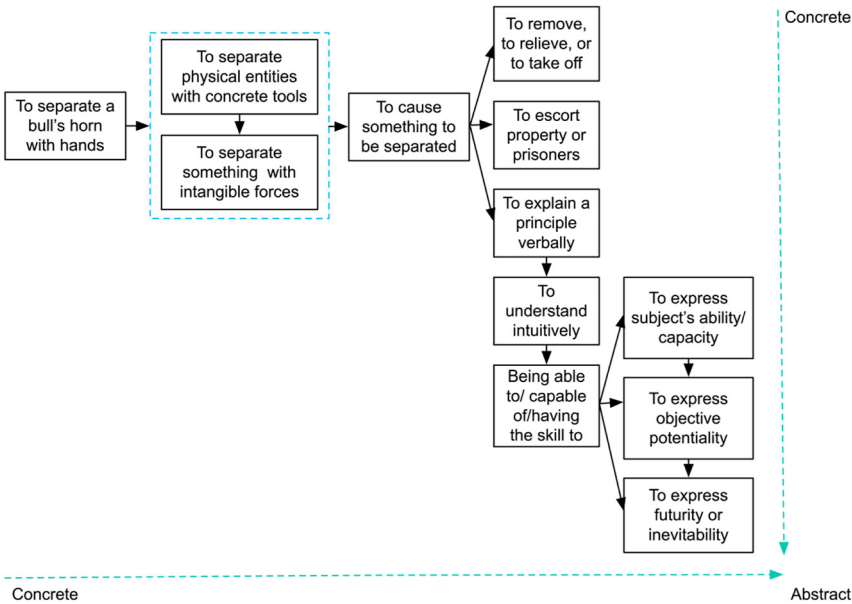 Concrete
To separate a
bull's horn
with hands
To separate
physical entities
with concrete tools
To separate
something with
intangible forces
To cause
something to
be separated
To remove,
to relieve, or
to take off
To escort
property or
prisoners
To explain a
principle
verbally
To
understand
intuitively
Being able
to/ capable
of/having
the skill to
To express
subject's ability/
capacity
To express
objective
potentiality
To express
futurity or
inevitability
Concrete
Abstract